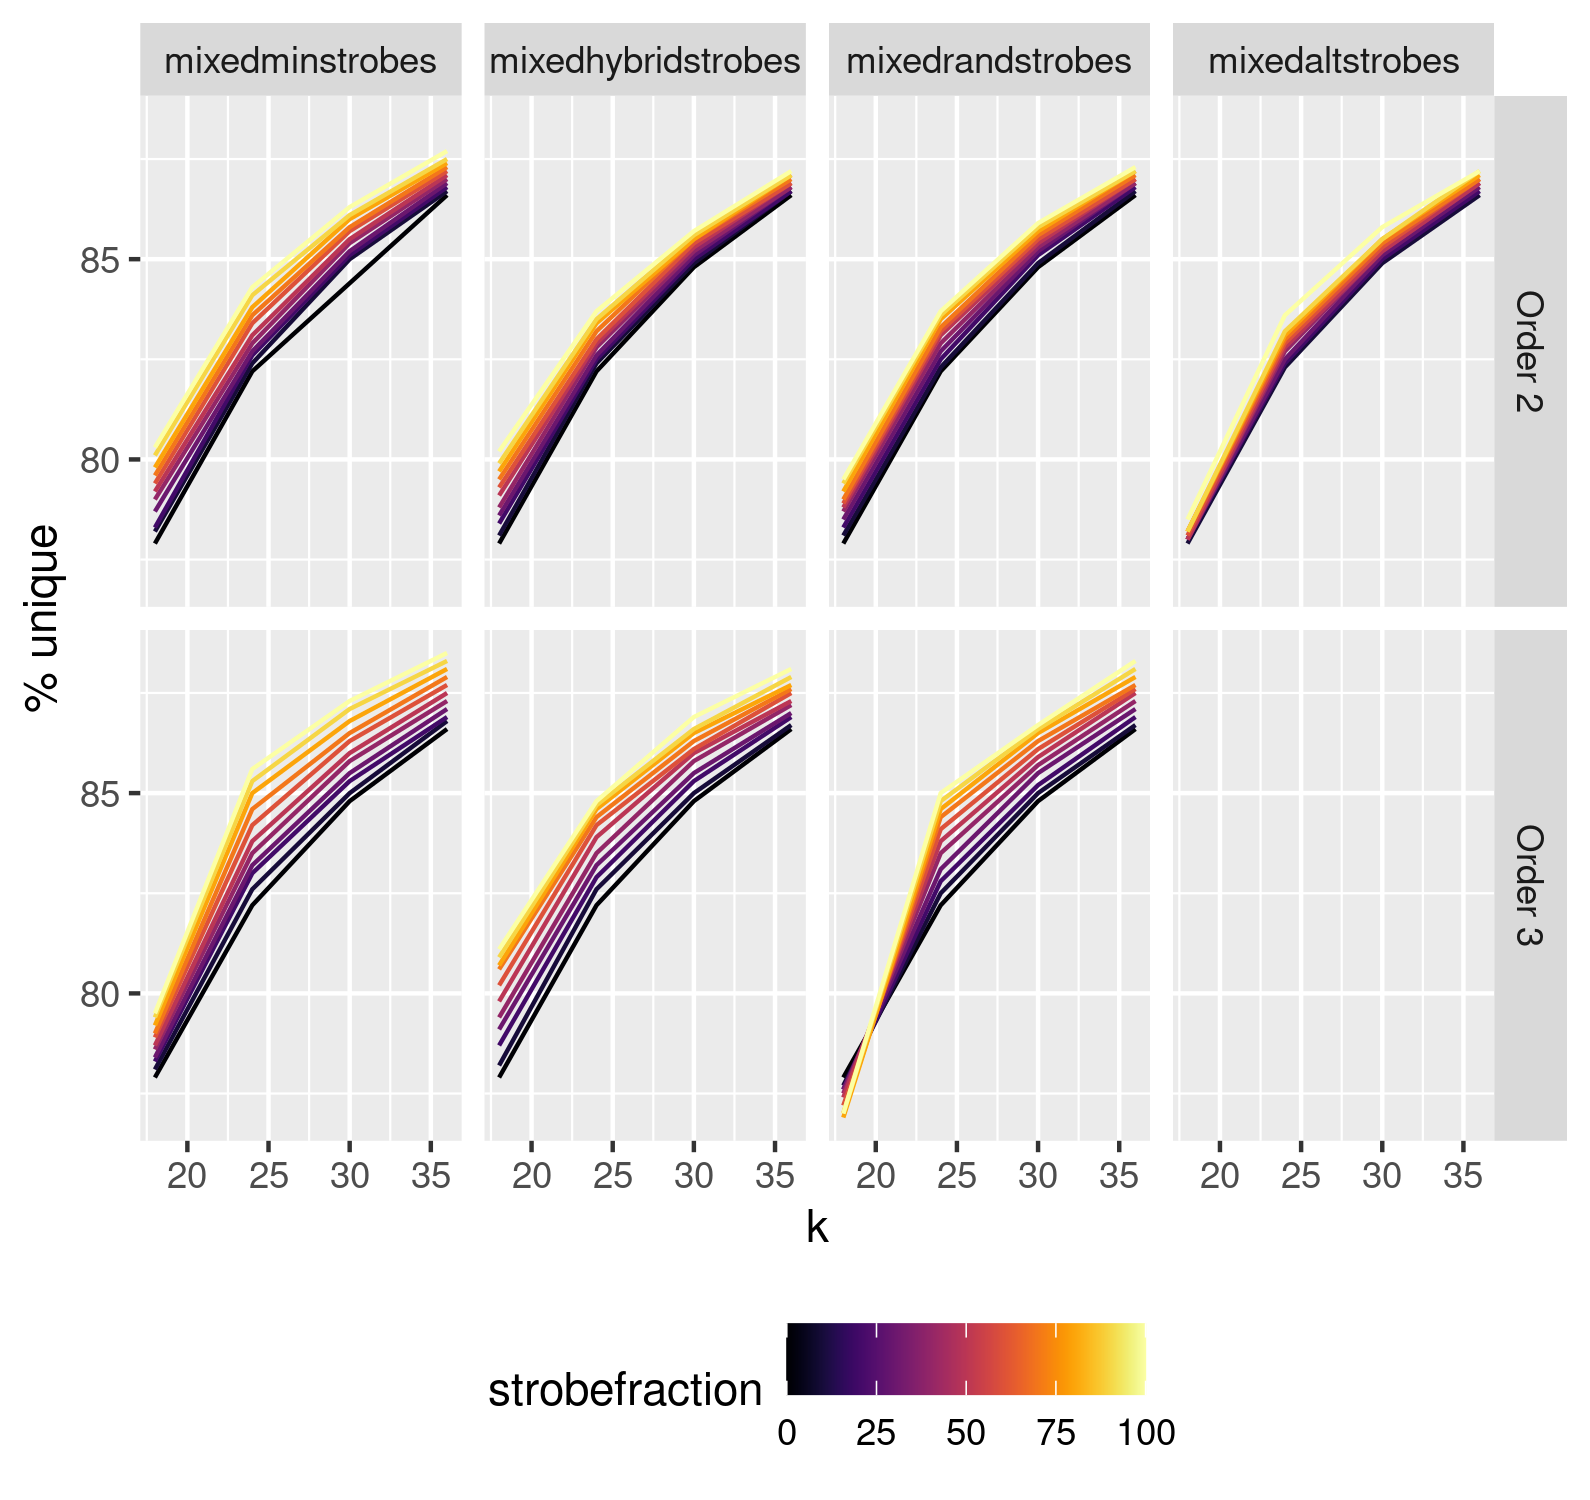 mixedminstrobes mixedhybridstrobes mixedrandstrobes mixedaltstrobes
85
80
Order 2
% unique
85
80
Order 3
20 25 30 35 20 25 30 35 20 25 30 35 20 25 30 35
k
strobefraction
0 25 50 75 100